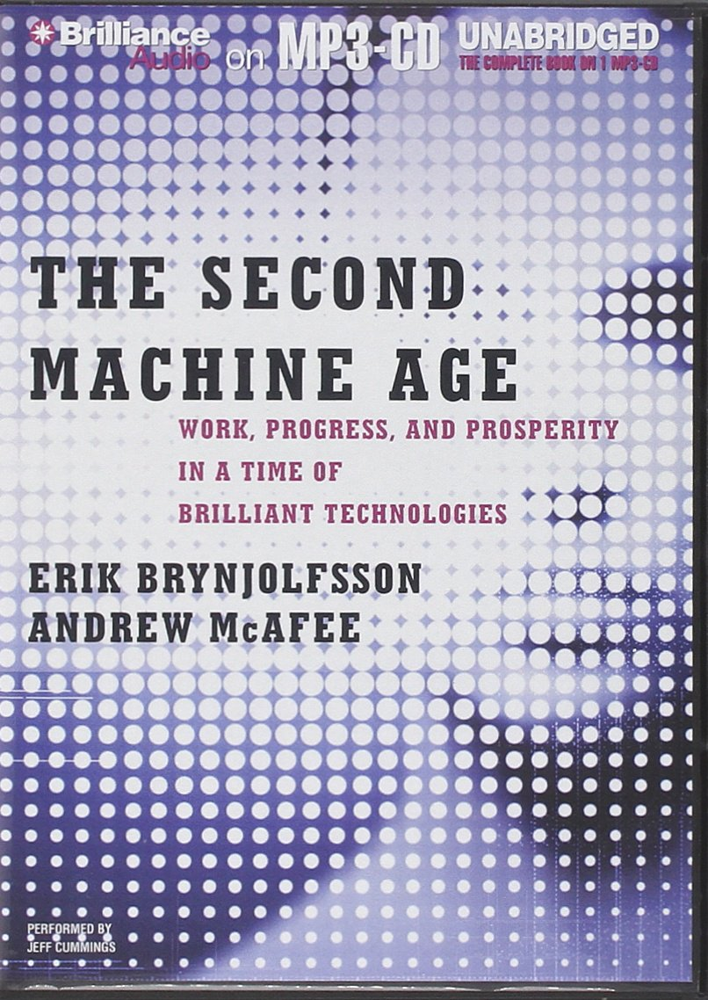 Brilliance Audio on MP3-CD
UNABRIDGED
THE COMPLETE BOOK ON 1 MP3-CD
THE SECOND
MACHINE AGE
WORK, PROGRESS, AND PROSPERITY
IN A TIME OF
BRILLIANT TECHNOLOGIES
ERIK BRYNJOLFSSON
ANDREW McAFEE
PERFORMED BY
JEFF CUMMINGS